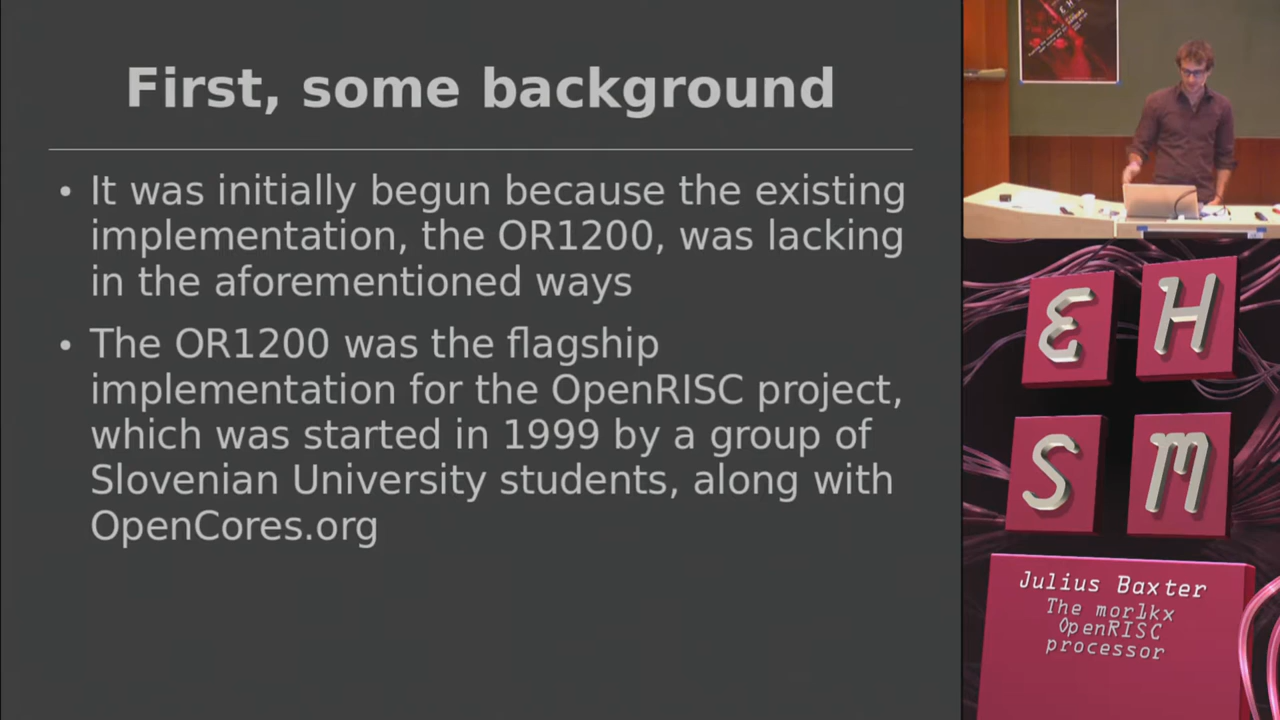 First, some background
• It was initially begun because the existing
implementation, the OR1200, was lacking
in the aforementioned ways
• The OR1200 was the flagship
implementation for the OpenRISC project,
which was started in 1999 by a group of
Slovenian University students, along with
OpenCores.org
E H
S M
Julius Baxter
The mor1kx
OpenRISC
processor